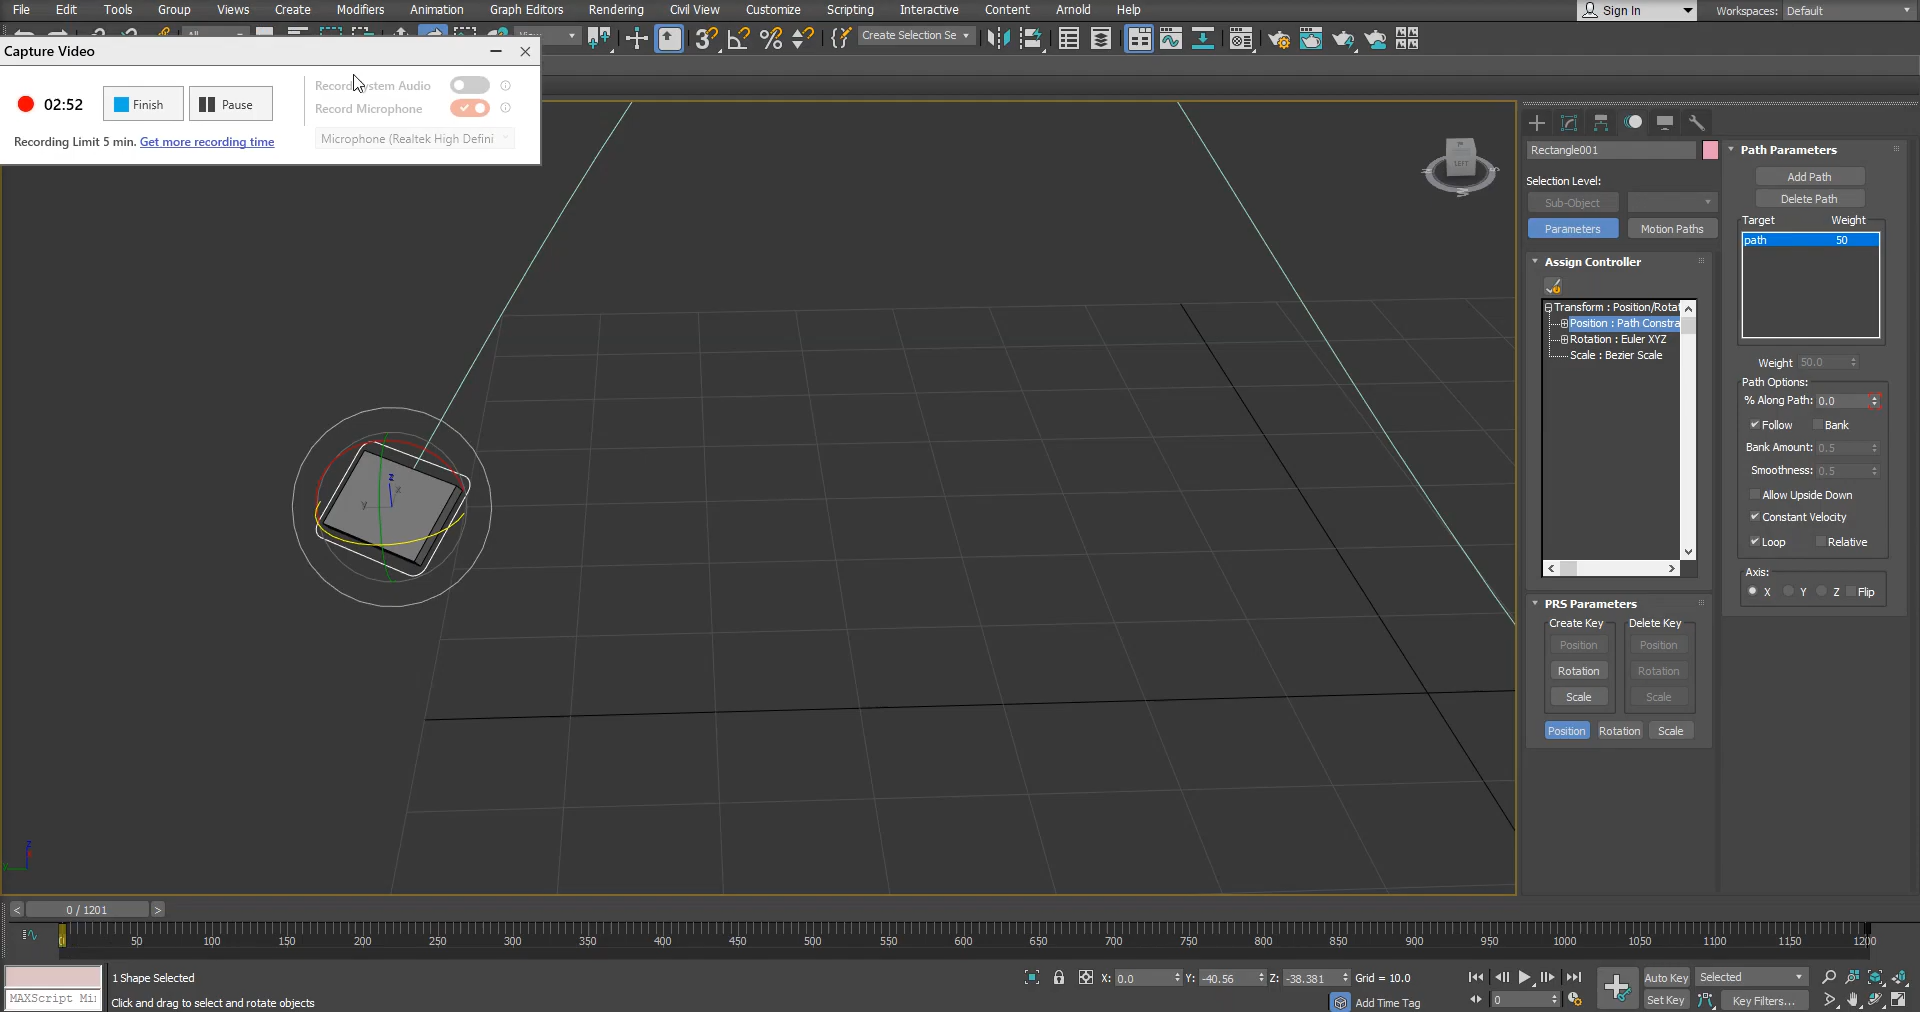 File Edit Tools Group Views Create Modifiers Animation Graph Editors Rendering Civil View Customize Scripting Interactive Content Arnold Help Sign In Workspaces: Default
Create Selection Se
Capture Video
02:52 Finish Pause
Recording Limit 5 min. Get more recording time
Record System Audio
Record Microphone
Microphone (Realtek High Defini
LEFT
Rectangle001
Selection Level:
Sub-Object
Parameters Motion Paths
Assign Controller
Transform : Position/Rotat
Position : Path Constra
Rotation : Euler XYZ
Scale : Bezier Scale
PRS Parameters
Create Key Delete Key
Position Position
Rotation Rotation
Scale Scale
Position Rotation Scale
Path Parameters
Add Path
Delete Path
Target Weight
path 50
Weight 50.0
Path Options:
% Along Path: 0.0
Follow Bank
Bank Amount: 0.5
Smoothness: 0.5
Allow Upside Down
Constant Velocity
Loop Relative
Axis:
X Y Z Flip
z
x
y
z
y
< 0 / 1201 >
0 50 100 150 200 250 300 350 400 450 500 550 600 650 700 750 800 850 900 950 1000 1050 1100 1150 1200
1 Shape Selected
X: 0.0 Y: -40.56 Z: -38.381 Grid = 10.0
Auto Key Selected
MAXScript Mi
Click and drag to select and rotate objects
Add Time Tag
0
Set Key Key Filters...